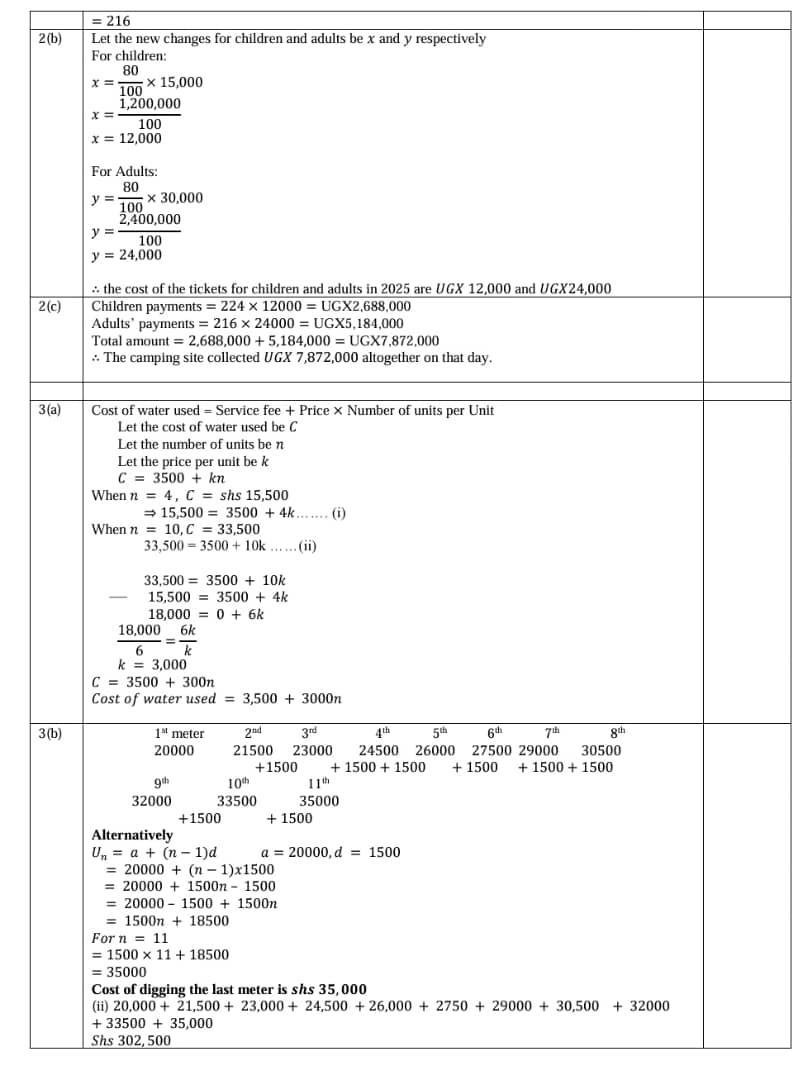 = 216
2(b) Let the new changes for children and adults be x and y respectively
For children:
x = 80/100 × 15,000
x = 1,200,000/100
x = 12,000
For Adults:
y = 80/100 × 30,000
y = 2,400,000/100
y = 24,000
∴ the cost of the tickets for children and adults in 2025 are UGX 12,000 and UGX24,000
2(c) Children payments = 224 × 12000 = UGX2,688,000
Adults' payments = 216 × 24000 = UGX5,184,000
Total amount = 2,688,000 + 5,184,000 = UGX7,872,000
∴ The camping site collected UGX 7,872,000 altogether on that day.
3(a) Cost of water used = Service fee + Price × Number of units per Unit
Let the cost of water used be C
Let the number of units be n
Let the price per unit be k
C = 3500 + kn
When n = 4, C = shs 15,500
⇒ 15,500 = 3500 + 4k……. (i)
When n = 10, C = 33,500
33,500 = 3500 + 10k ……(ii)
33,500 = 3500 + 10k
— 15,500 = 3500 + 4k
18,000 = 0 + 6k
18,000/6 = 6k/k
k = 3,000
C = 3500 + 300n
Cost of water used = 3,500 + 3000n
3(b) 1st meter 2nd 3rd 4th 5th 6th 7th 8th
20000 21500 23000 24500 26000 27500 29000 30500
+1500 + 1500 + 1500 + 1500 + 1500 + 1500
9th 10th 11th
32000 33500 35000
+1500 + 1500
Alternatively
Uₙ = a + (n − 1)d a = 20000, d = 1500
= 20000 + (n − 1)x1500
= 20000 + 1500n – 1500
= 20000 – 1500 + 1500n
= 1500n + 18500
For n = 11
= 1500 × 11 + 18500
= 35000
Cost of digging the last meter is shs 35,000
(ii) 20,000 + 21,500 + 23,000 + 24,500 + 26,000 + 2750 + 29000 + 30,500 + 32000
+ 33500 + 35,000
Shs 302,500